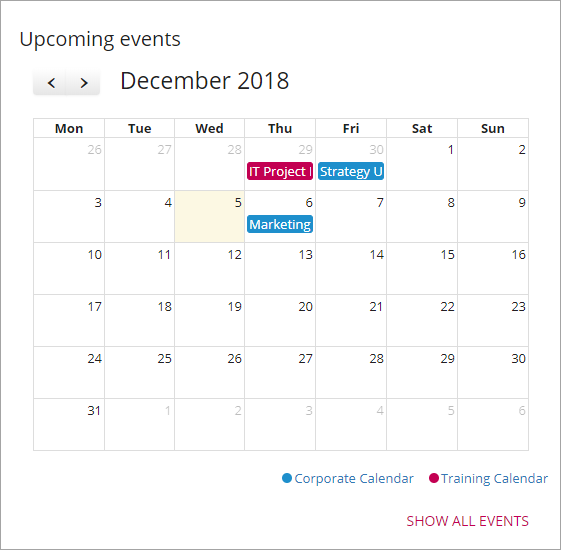 Upcoming events
December 2018
Mon Tue Wed Thu Fri Sat Sun
26 27 28 29 30 1 2
IT Project Strategy U
3 4 5 6 7 8 9
Marketing
10 11 12 13 14 15 16
17 18 19 20 21 22 23
24 25 26 27 28 29 30
31 1 2 3 4 5 6
Corporate Calendar Training Calendar
SHOW ALL EVENTS